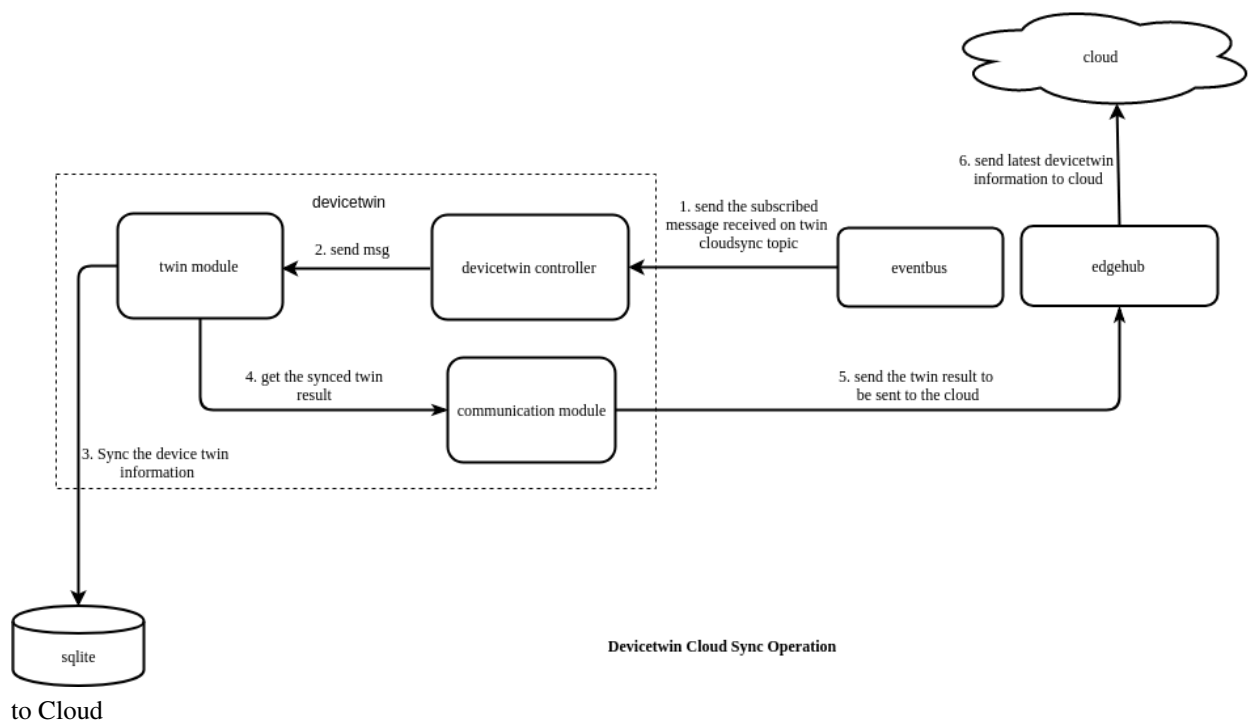 cloud
6. send latest devicetwin
information to cloud
devicetwin
1. send the subscribed
message received on twin
cloudsync topic
2. send msg
twin module
devicetwin controller
eventbus
edgehub
4. get the synced twin
result
5. send the twin result to
be sent to the cloud
communication module
3. Sync the device twin
information
sqlite
Devicetwin Cloud Sync Operation
to Cloud